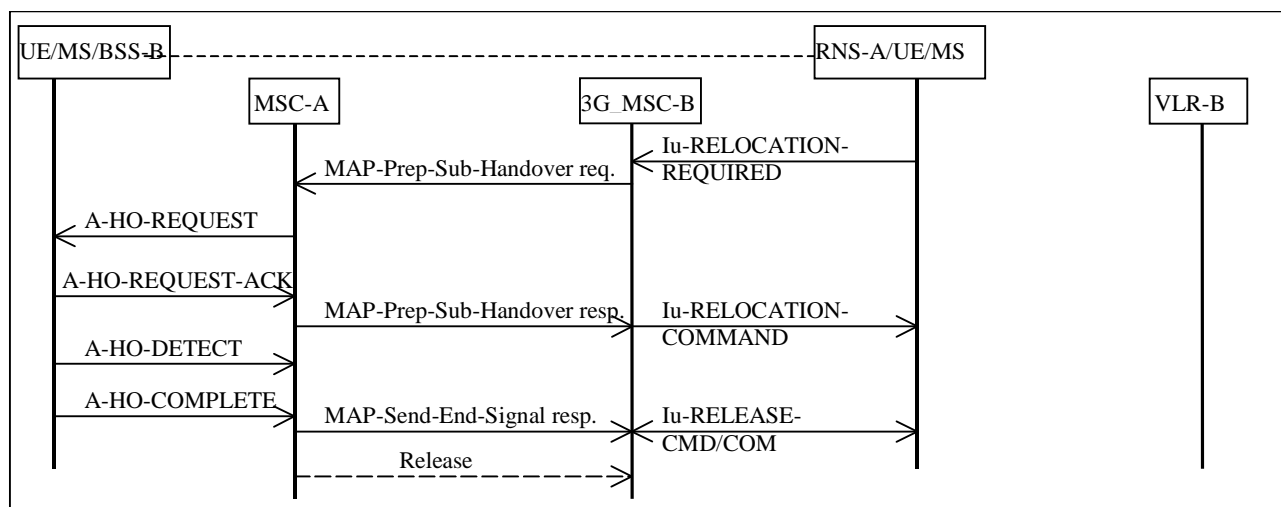 UE/MS/BSS-B
RNS-A/UE/MS
MSC-A
3G_MSC-B
VLR-B
Iu-RELOCATION-
REQUIRED
MAP-Prep-Sub-Handover req.
A-HO-REQUEST
A-HO-REQUEST-ACK
MAP-Prep-Sub-Handover resp.
Iu-RELOCATION-
COMMAND
A-HO-DETECT
A-HO-COMPLETE
MAP-Send-End-Signal resp.
Iu-RELEASE-
CMD/COM
Release